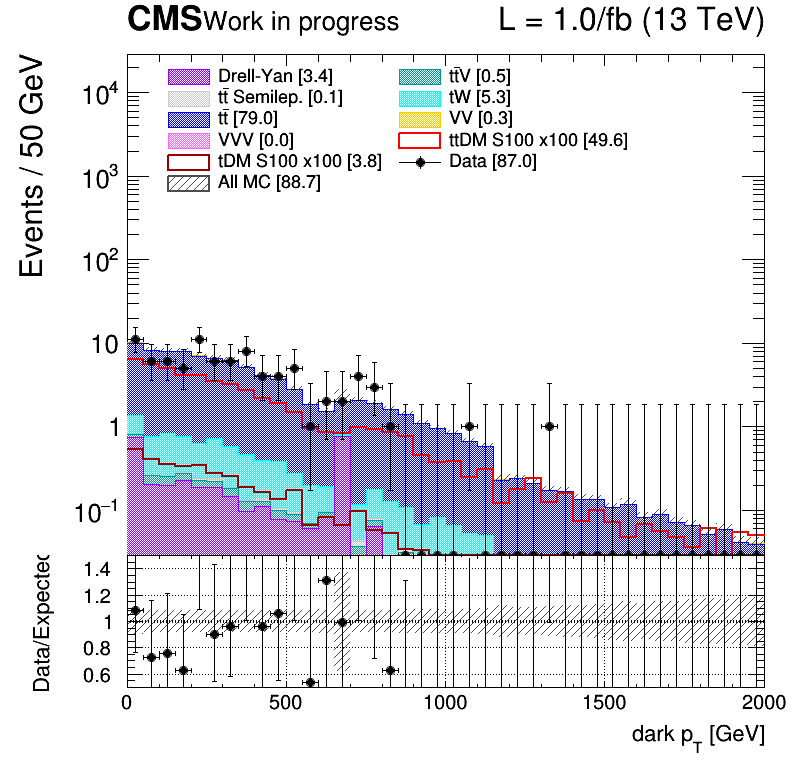 CMS Work in progress L = 1.0/fb (13 TeV)
Events / 50 GeV
Drell-Yan [3.4] tt̄V [0.5]
tt̄ Semilep. [0.1] tW [5.3]
tt̄ [79.0] VV [0.3]
VVV [0.0] ttDM S100 x100 [49.6]
tDM S100 x100 [3.8] Data [87.0]
All MC [88.7]
10⁴
10³
10²
10
1
10⁻¹
Data/Expected
1.4
1.2
1
0.8
0.6
0 500 1000 1500 2000
dark p_T [GeV]